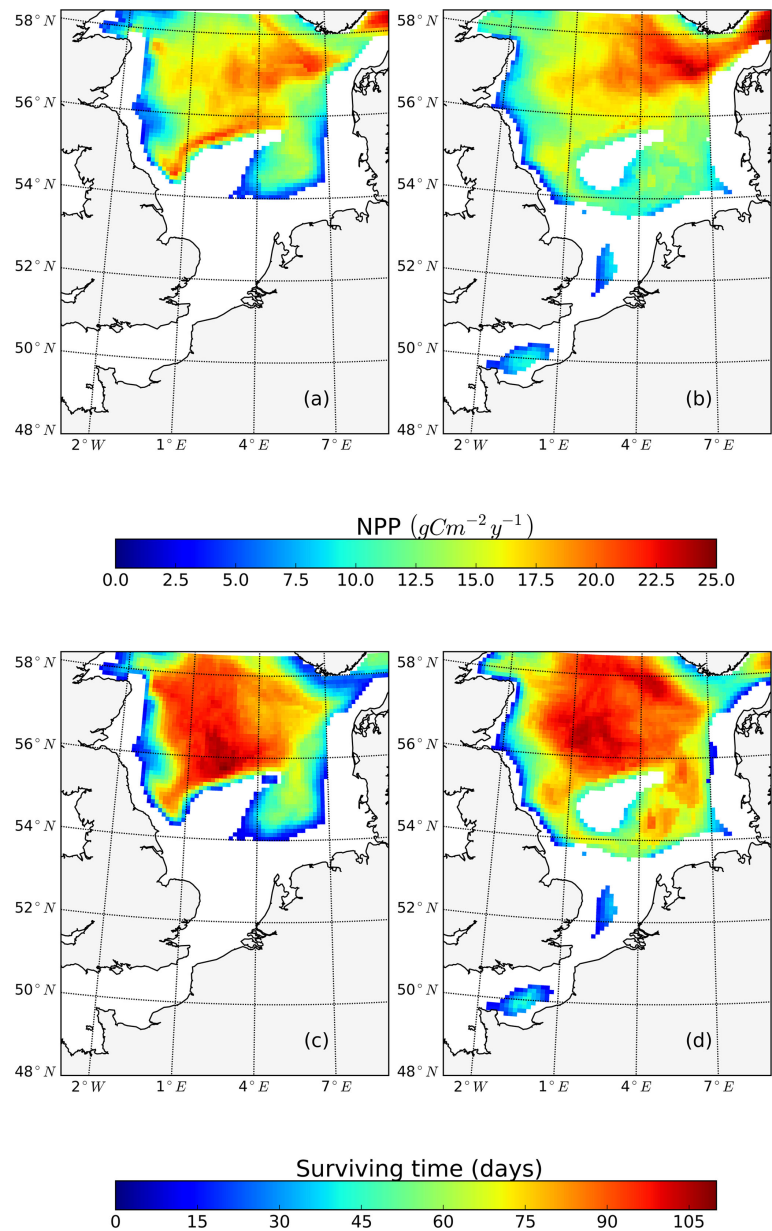 58°N
56°N
54°N
52°N
50°N
48°N
(a)
2°W 1°E 4°E 7°E
58°N
56°N
54°N
52°N
50°N
48°N
(b)
2°W 1°E 4°E 7°E
NPP (gCm⁻² y⁻¹)
0.0 2.5 5.0 7.5 10.0 12.5 15.0 17.5 20.0 22.5 25.0
58°N
56°N
54°N
52°N
50°N
48°N
(c)
2°W 1°E 4°E 7°E
58°N
56°N
54°N
52°N
50°N
48°N
(d)
2°W 1°E 4°E 7°E
Surviving time (days)
0 15 30 45 60 75 90 105